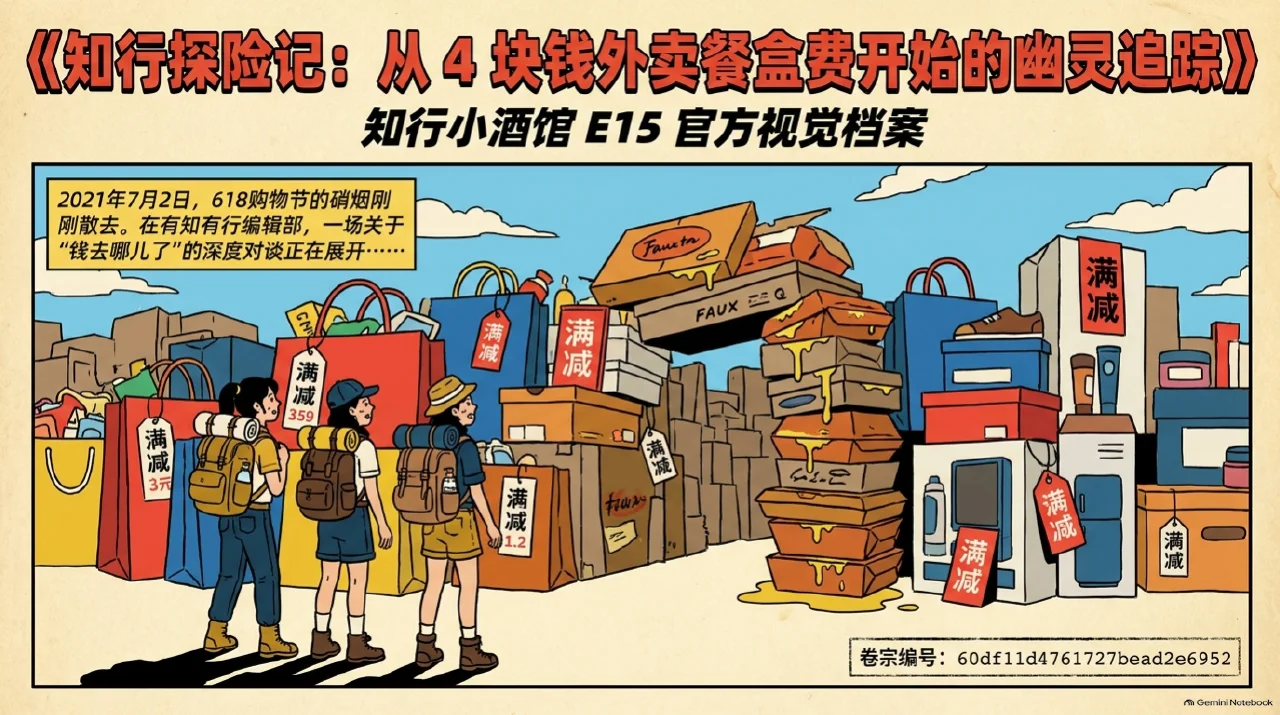 《知行探险记：从 4 块钱外卖餐盒费开始的幽灵追踪》
知行小酒馆 E15 官方视觉档案
2021年7月2日，618购物节的硝烟刚
刚散去。在有知有行编辑部，一场关于
“钱去哪儿了”的深度对谈正在展开……
FAUX
满减
满减
满减
满减
359
满减
3元
满减
满减
1.2
满减
满减
满减
卷宗编号：60df11d4761727bead2e6952
Gemini Notebook